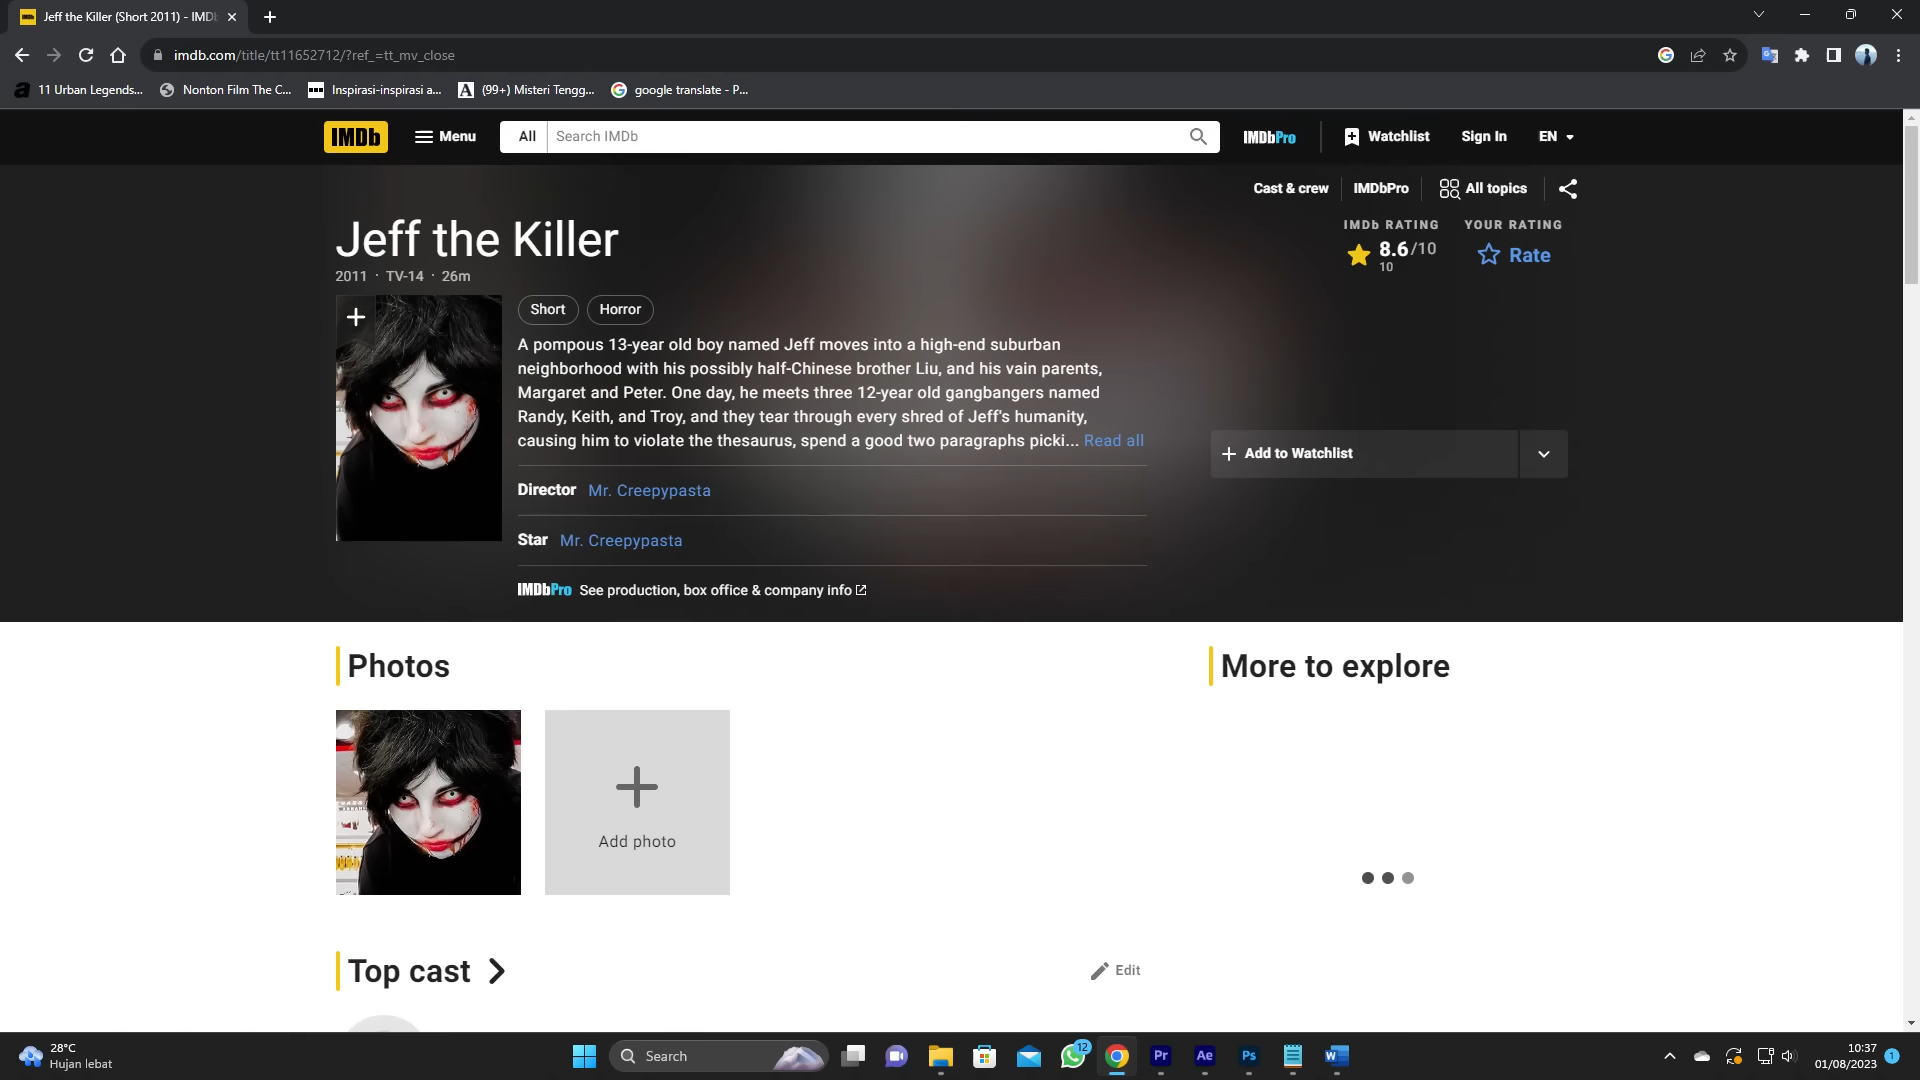 Jeff the Killer (Short 2011) - IMDb
imdb.com/title/tt11652712/?ref_=tt_mv_close
11 Urban Legends...
Nonton Film The C...
Inspirasi-inspirasi a...
(99+) Misteri Tengg...
google translate - P...
IMDb
Menu
All
Search IMDb
IMDbPro
Watchlist
Sign In
EN
Cast & crew
IMDbPro
All topics
Jeff the Killer
2011 · TV-14 · 26m
IMDb RATING
8.6/10
10
YOUR RATING
Rate
Short
Horror
A pompous 13-year old boy named Jeff moves into a high-end suburban
neighborhood with his possibly half-Chinese brother Liu, and his vain parents,
Margaret and Peter. One day, he meets three 12-year old gangbangers named
Randy, Keith, and Troy, and they tear through every shred of Jeff's humanity,
causing him to violate the thesaurus, spend a good two paragraphs picki... Read all
Add to Watchlist
Director Mr. Creepypasta
Star Mr. Creepypasta
IMDbPro See production, box office & company info
Photos
More to explore
Add photo
Top cast
Edit
28°C
Hujan lebat
Search
12
Pr
Ae
Ps
W
10:37
01/08/2023
1